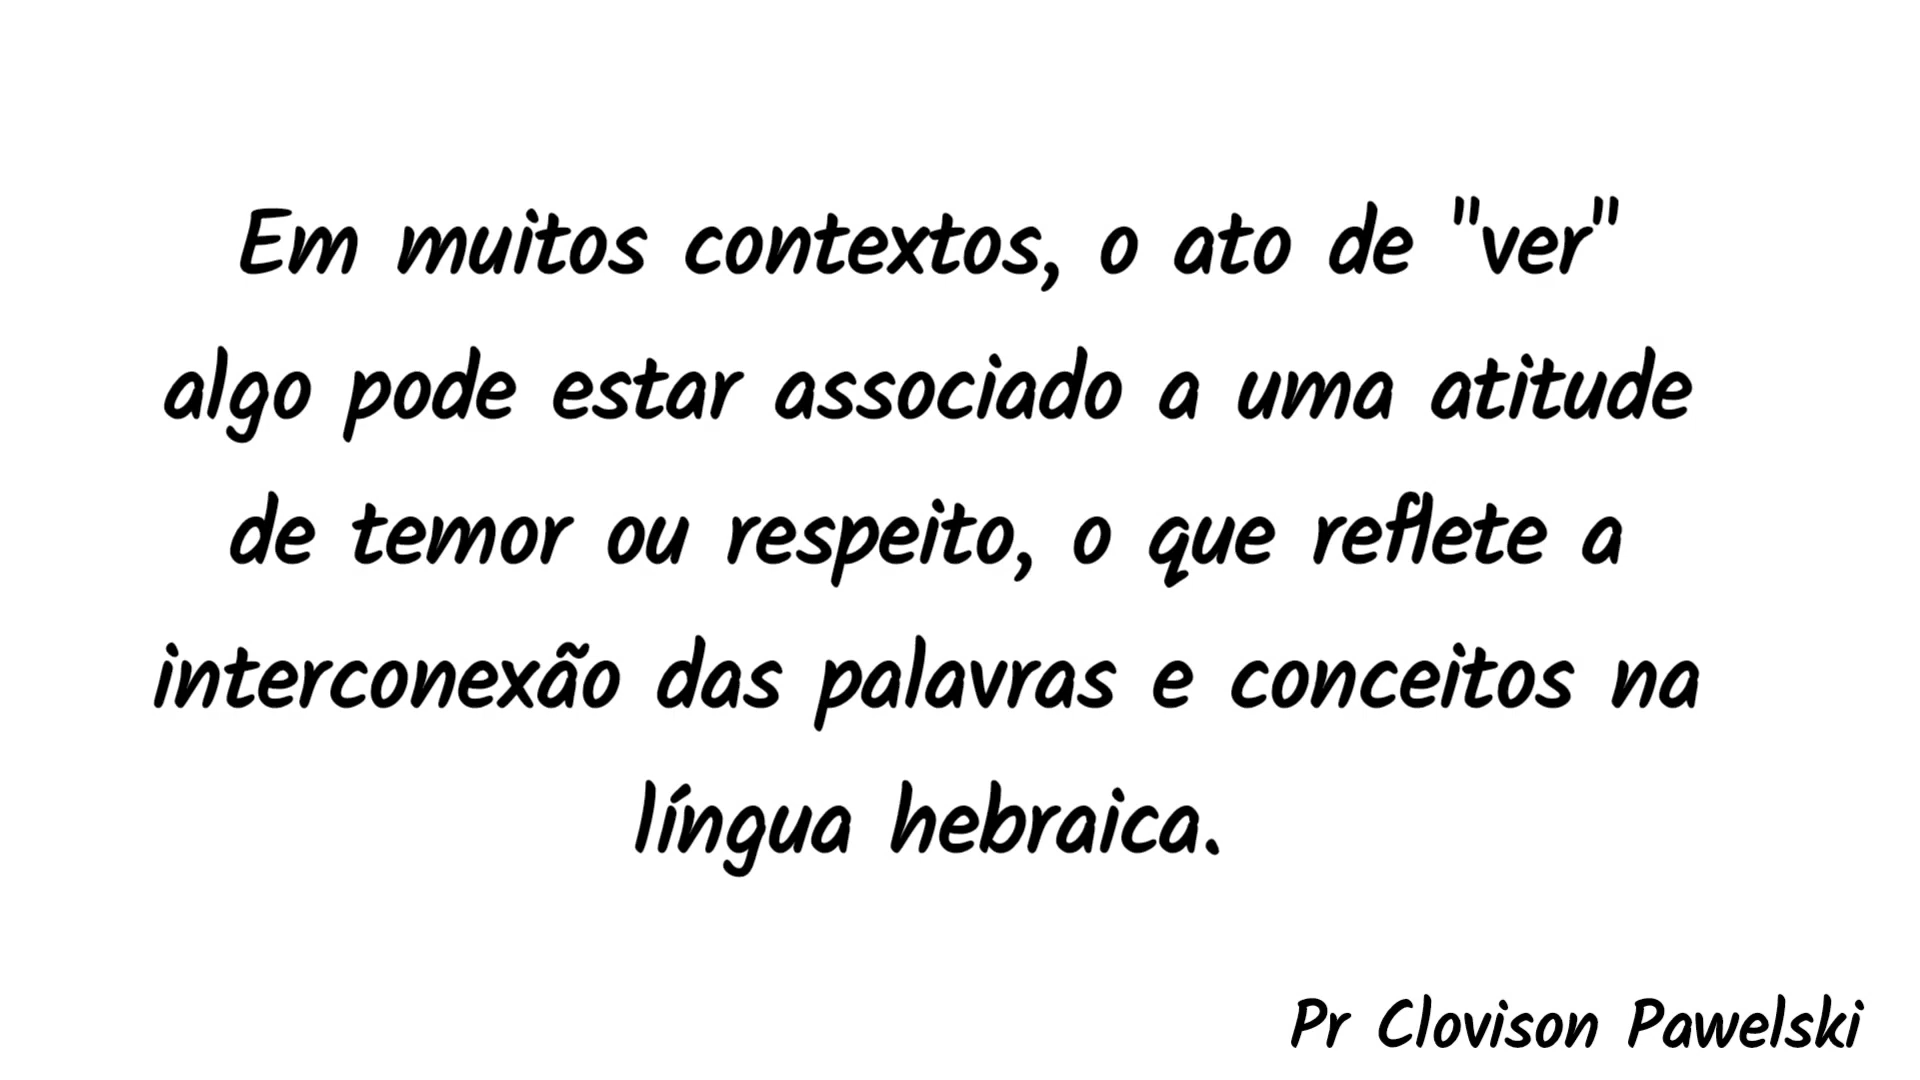 Em muitos contextos, o ato de "ver"
algo pode estar associado a uma atitude
de temor ou respeito, o que reflete a
interconexão das palavras e conceitos na
língua hebraica.
Pr Clovison Pawelski